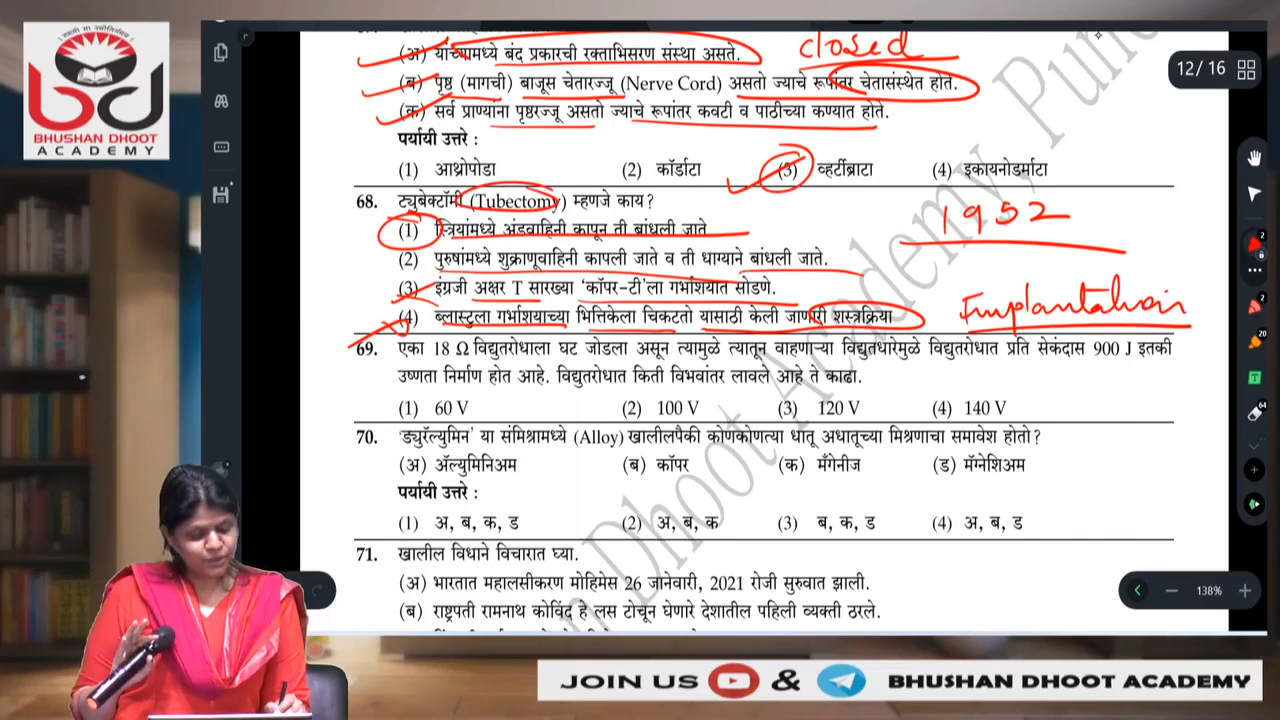 (अ) यांच्यामध्ये बंद प्रकारची रक्ताभिसरण संस्था असते. closed
(ब) पृष्ठ (मागची) बाजूस चेतारज्जू (Nerve Cord) असतो ज्याचे रूपांतर चेतासंस्थेत होते.
(क) सर्व प्राण्यांना पृष्ठरज्जू असतो ज्याचे रूपांतर कवटी व पाठीच्या कण्यात होते.
पर्यायी उत्तरे :
(1) आथ्रोपोडा (2) कॉर्डाटा (3) व्हर्टीब्राटा (4) इकायनोडर्माटा
68. ट्युबेक्टॉमी (Tubectomy) म्हणजे काय?
1952
(1) स्त्रियांमध्ये अंडवाहिनी कापून ती बांधली जाते
(2) पुरुषांमध्ये शुक्राणूवाहिनी कापली जाते व ती धाग्याने बांधली जाते.
(3) इंग्रजी अक्षर T सारख्या 'कॉपर-टी'ला गर्भाशयात सोडणे.
(4) ब्लास्टुला गर्भाशयाच्या भित्तिकेला चिकटतो यासाठी केली जाणारी शस्त्रक्रिया Implantation
69. एका 18 Ω विद्युतरोधाला घट जोडला असून त्यामुळे त्यातून वाहणाऱ्या विद्युतधारेमुळे विद्युतरोधात प्रति सेकंदास 900 J इतकी
उष्णता निर्माण होत आहे. विद्युतरोधात किती विभवांतर लावले आहे ते काढा.
(1) 60 V (2) 100 V (3) 120 V (4) 140 V
70. 'ड्युरॅल्युमिन' या संमिश्रामध्ये (Alloy) खालीलपैकी कोणकोणत्या धातू अधातूच्या मिश्रणाचा समावेश होतो?
(अ) ॲल्युमिनिअम (ब) कॉपर (क) मँगेनीज (ड) मॅग्नेशिअम
पर्यायी उत्तरे :
(1) अ, ब, क, ड (2) अ, ब, क (3) ब, क, ड (4) अ, ब, ड
71. खालील विधाने विचारात घ्या.
(अ) भारतात महालसीकरण मोहिमेस 26 जानेवारी, 2021 रोजी सुरुवात झाली.
(ब) राष्ट्रपती रामनाथ कोविंद हे लस टोचून घेणारे देशातील पहिली व्यक्ती ठरले.
n Dhoot Academy, Pun
BHUSHAN DHOOT
ACADEMY
12 / 16
138%
JOIN US & BHUSHAN DHOOT ACADEMY